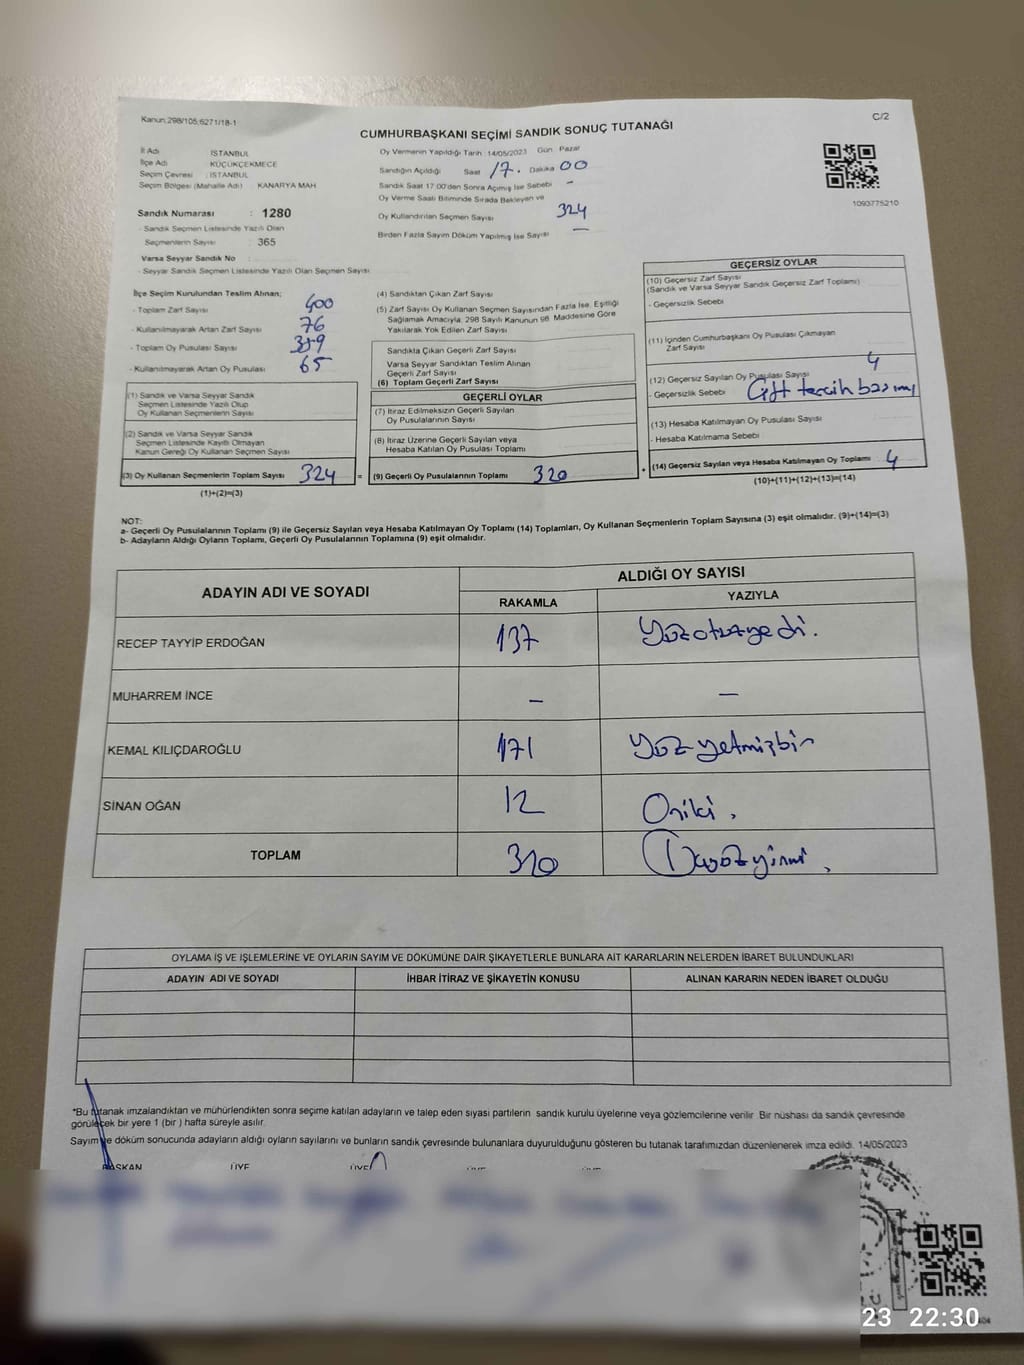 Kanun:298/105;6271/18-1
C/2
CUMHURBAŞKANI SEÇİMİ SANDIK SONUÇ TUTANAĞI
İl Adı İSTANBUL
İlçe Adı KÜÇÜKÇEKMECE
Seçim Çevresi : İSTANBUL
Seçim Bölgesi (Mahalle Adı) KANARYA MAH
Sandık Numarası : 1280
- Sandık Seçmen Listesinde Yazılı Olan
Seçmenlerin Sayısı : 365
Varsa Seyyar Sandık No :
- Seyyar Sandık Seçmen Listesinde Yazılı Olan Seçmen Sayısı
Oy Vermenin Yapıldığı Tarih : 14/05/2023 Gün : Pazar
Sandığın Açıldığı Saat 17. Dakika 00
Sandık Saat 17:00'den Sonra Açımış İse Sebebi -
Oy Verme Saati Bitiminde Sırada Bekleyen ve
Oy Kullandırılan Seçmen Sayısı 324
Birden Fazla Sayım Döküm Yapılmış İse Sayısı -
1093775210
İlçe Seçim Kurulundan Teslim Alınan;
- Toplam Zarf Sayısı 400
- Kullanılmayarak Artan Zarf Sayısı 76
- Toplam Oy Pusulası Sayısı 389
- Kullanılmayarak Artan Oy Pusulası 65
(1) Sandık ve Varsa Seyyar Sandık
Seçmen Listesinde Yazılı Olup
Oy Kullanan Seçmenlerin Sayısı
(2) Sandık ve Varsa Seyyar Sandık
Seçmen Listesinde Kayıtlı Olmayan
Kanun Gereği Oy Kullanan Seçmen Sayısı
(3) Oy Kullanan Seçmenlerin Toplam Sayısı 324
(1)+(2)=(3)
=
(4) Sandıktan Çıkan Zarf Sayısı
(5) Zarf Sayısı Oy Kullanan Seçmen Sayısından Fazla İse, Eşitliği
Sağlamak Amacıyla, 298 Sayılı Kanunun 98. Maddesine Göre
Yakılarak Yok Edilen Zarf Sayısı
Sandıkta Çıkan Geçerli Zarf Sayısı
Varsa Seyyar Sandıktan Teslim Alınan
Geçerli Zarf Sayısı
(6) Toplam Geçerli Zarf Sayısı
GEÇERLİ OYLAR
(7) İtiraz Edilmeksizin Geçerli Sayılan
Oy Pusulalarının Sayısı
(8) İtiraz Üzerine Geçerli Sayılan veya
Hesaba Katılan Oy Pusulası Toplamı
(9) Geçerli Oy Pusulalarının Toplamı 320
+
GEÇERSİZ OYLAR
(10) Geçersiz Zarf Sayısı
(Sandık ve Varsa Seyyar Sandık Geçersiz Zarf Toplamı)
- Geçersizlik Sebebi
(11) İçinden Cumhurbaşkanı Oy Pusulası Çıkmayan
Zarf Sayısı
(12) Geçersiz Sayılan Oy Pusulası Sayısı 4
- Geçersizlik Sebebi Çift tercih basımı
(13) Hesaba Katılmayan Oy Pusulası Sayısı
- Hesaba Katılmama Sebebi
(14) Geçersiz Sayılan veya Hesaba Katılmayan Oy Toplamı 4
(10)+(11)+(12)+(13)=(14)
NOT:
a- Geçerli Oy Pusulalarının Toplamı (9) ile Geçersiz Sayılan veya Hesaba Katılmayan Oy Toplamı (14) Toplamları, Oy Kullanan Seçmenlerin Toplam Sayısına (3) eşit olmalıdır. (9)+(14)=(3)
b- Adayların Aldığı Oyların Toplamı, Geçerli Oy Pusulalarının Toplamına (9) eşit olmalıdır.
ADAYIN ADI VE SOYADI
ALDIĞI OY SAYISI
RAKAMLA YAZIYLA
RECEP TAYYİP ERDOĞAN 137 Yüzotuzyedi.
MUHARREM İNCE - -
KEMAL KILIÇDAROĞLU 171 Yüzyetmişbir
SİNAN OĞAN 12 Oniki.
TOPLAM 320 Üçyüzyirmi.
OYLAMA İŞ VE İŞLEMLERİNE VE OYLARIN SAYIM VE DÖKÜMÜNE DAİR ŞİKAYETLERLE BUNLARA AİT KARARLARIN NELERDEN İBARET BULUNDUKLARI
ADAYIN ADI VE SOYADI İHBAR İTİRAZ VE ŞİKAYETİN KONUSU ALINAN KARARIN NEDEN İBARET OLDUĞU
*Bu tutanak imzalandıktan ve mühürlendikten sonra seçime katılan adayların ve talep eden siyasi partilerin sandık kurulu üyelerine veya gözlemcilerine verilir. Bir nüshası da sandık çevresinde
görülecek bir yere 1 (bir) hafta süreyle asılır.
Sayım ve döküm sonucunda adayların aldığı oyların sayılarını ve bunların sandık çevresinde bulunanlara duyurulduğunu gösteren bu tutanak tarafımızdan düzenlenerek imza edildi. 14/05/2023
BAŞKAN ÜYE ÜYE
23 22:30